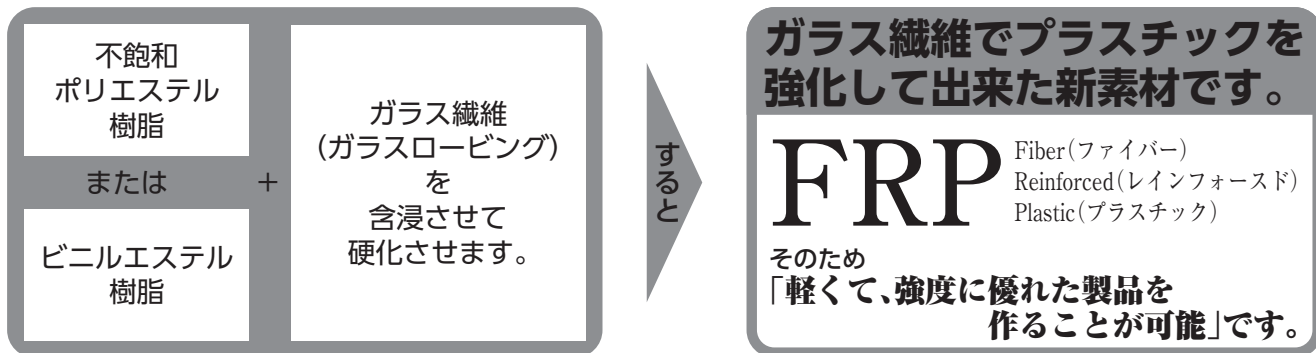 不飽和
ポリエステル
樹脂
または
ビニルエステル
樹脂
+
ガラス繊維
(ガラスロービング)
を
含浸させて
硬化させます。
すると
ガラス繊維でプラスチックを
強化して出来た新素材です。
FRP
Fiber(ファイバー)
Reinforced(レインフォースド)
Plastic(プラスチック)
そのため
「軽くて、強度に優れた製品を
作ることが可能」です。